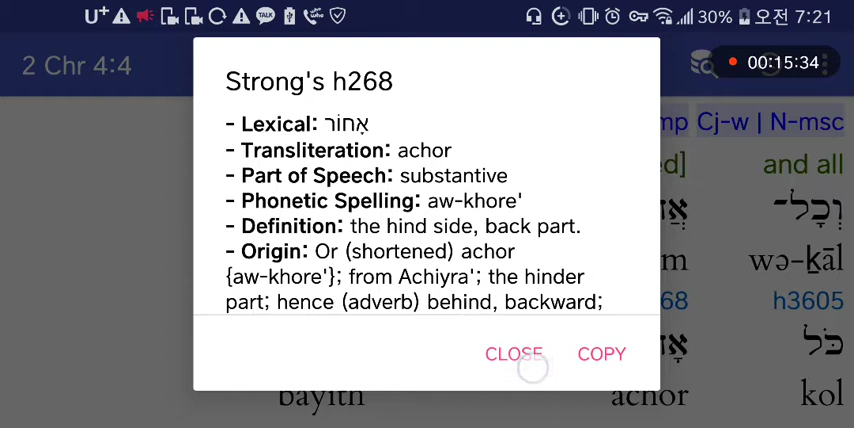 U+ TALK who 30% 오전 7:21
2 Chr 4:4
00:15:34
Strong's h268
- Lexical: אָחוֹר
- Transliteration: achor
- Part of Speech: substantive
- Phonetic Spelling: aw-khore'
- Definition: the hind side, back part.
- Origin: Or (shortened) achor
{aw-khore'}; from Achiyra'; the hinder
part; hence (adverb) behind, backward;
CLOSE COPY
mp Cj-w | N-msc
ed] and all
וְכָל־
m wə-ḵāl
68 h3605
כֹּל
bayith achor kol